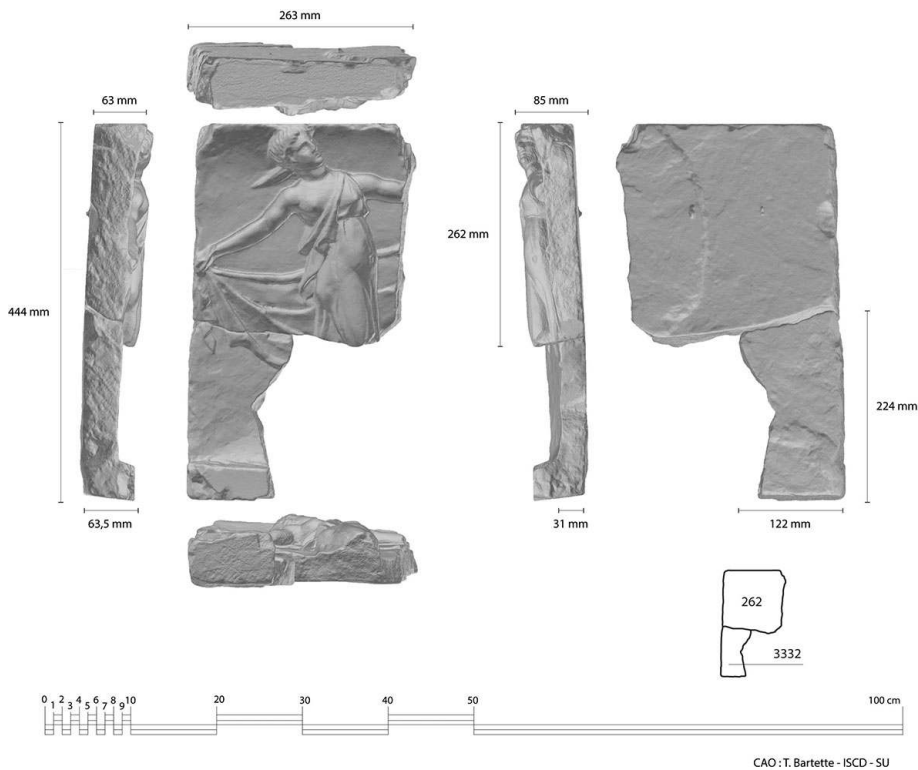 263 mm
63 mm
85 mm
262 mm
444 mm
224 mm
63,5 mm
31 mm
122 mm
262
3332
0 1 2 3 4 5 6 7 8 9 10 20 30 40 50 100 cm
CAO : T. Bartette - ISCD - SU